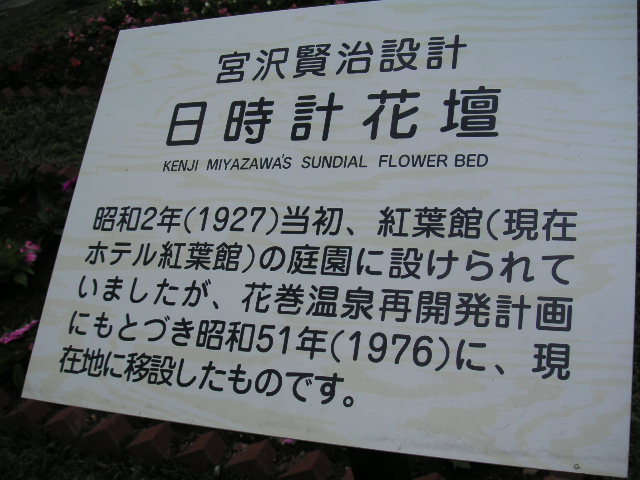 宮沢賢治設計
日時計花壇
KENJI MIYAZAWA'S SUNDIAL FLOWER BED
昭和2年(1927)当初、紅葉館(現在
ホテル紅葉館)の庭園に設けられて
いましたが、花巻温泉再開発計画
にもとづき昭和51年(1976)に、現
在地に移設したものです。